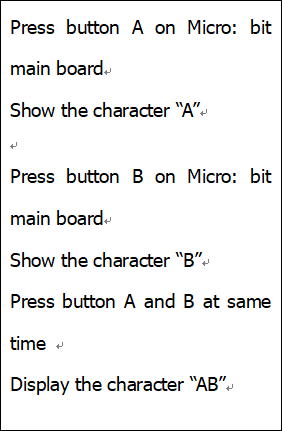 Press button A on Micro: bit
main board
Show the character “A”
Press button B on Micro: bit
main board
Show the character “B”
Press button A and B at same
time
Display the character “AB”